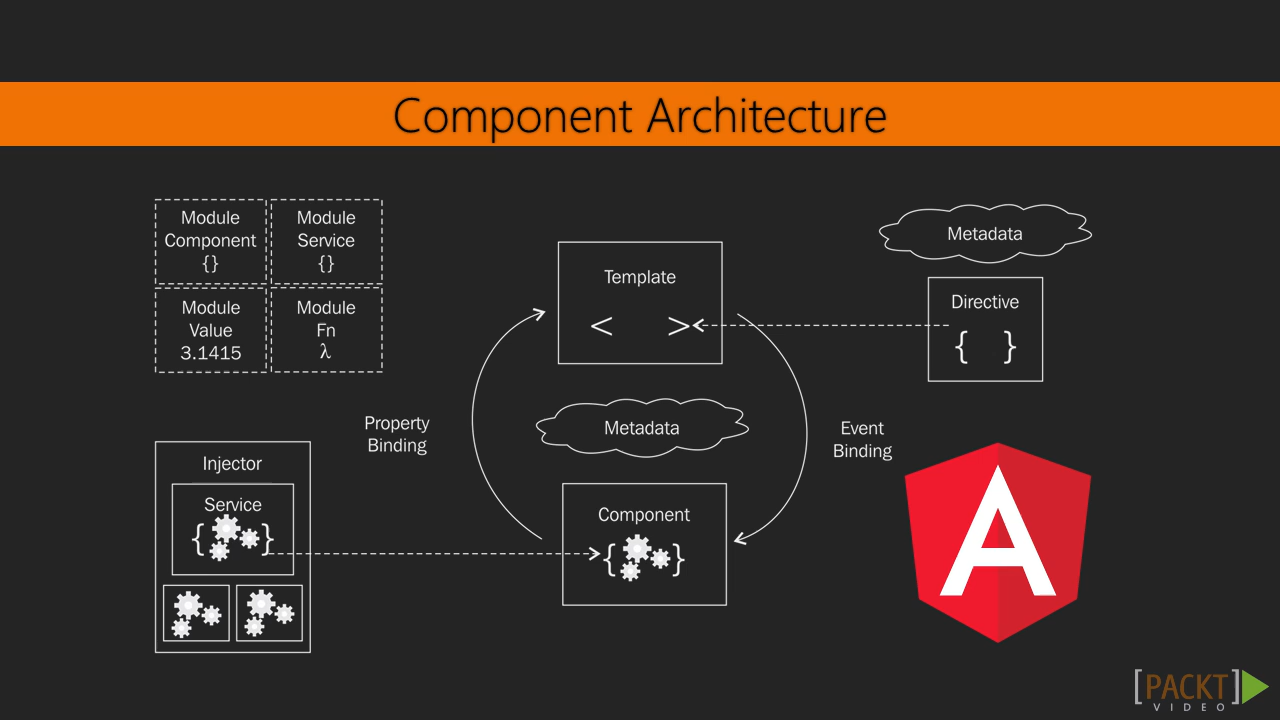 Component Architecture
Module
Component
{}
Module
Service
{}
Module
Value
3.1415
Module
Fn
λ
Template
< >
Metadata
Directive
{ }
Property
Binding
Metadata
Event
Binding
Injector
Service
{ }
Component
{ }
A
[PACKT]
VIDEO